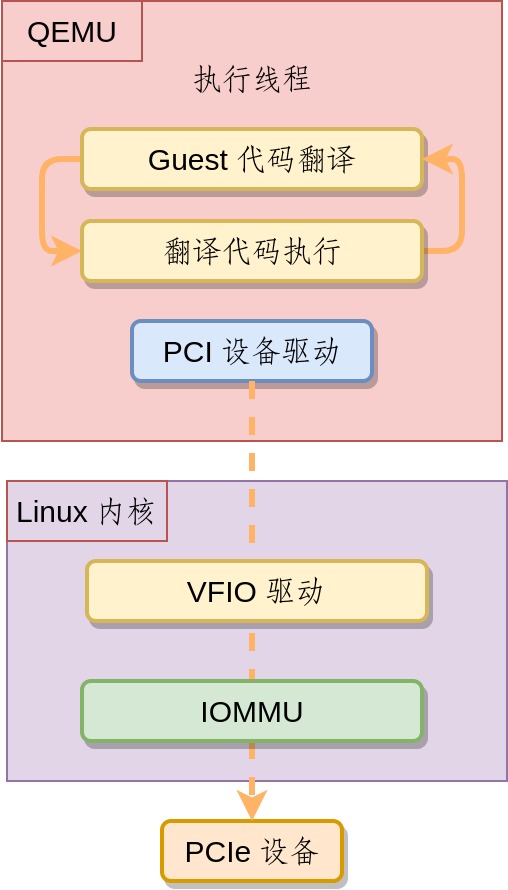 QEMU
执行线程
Guest 代码翻译
翻译代码执行
PCI 设备驱动
Linux 内核
VFIO 驱动
IOMMU
PCIe 设备